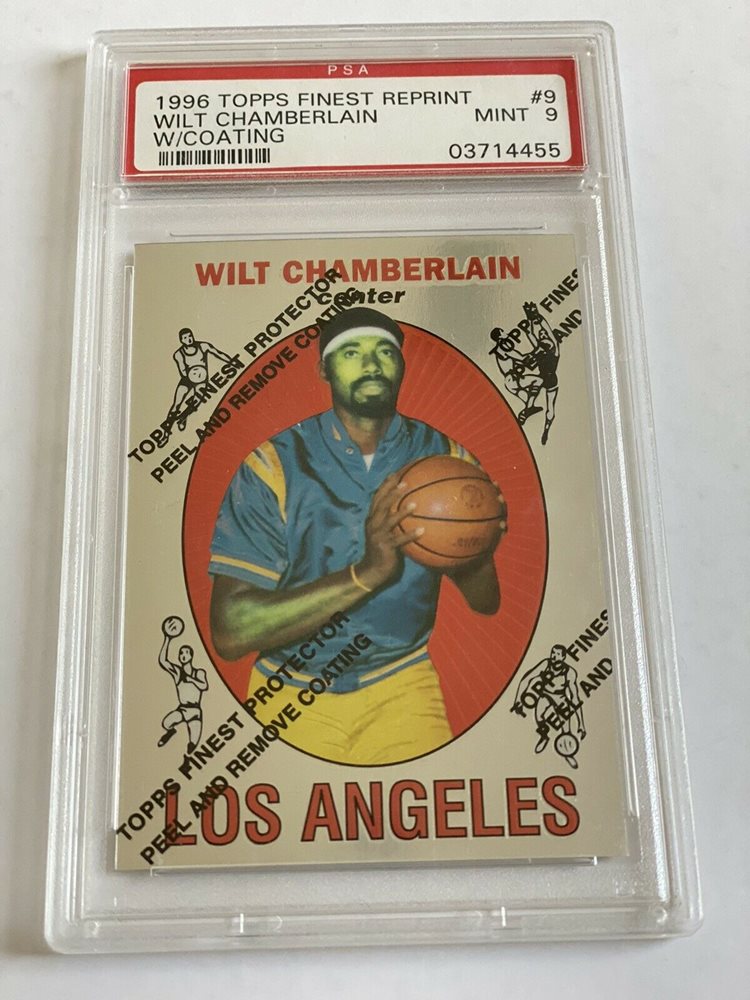 PSA
1996 TOPPS FINEST REPRINT #9
WILT CHAMBERLAIN MINT 9
W/COATING
03714455
WILT CHAMBERLAIN
center
TOPPS FINEST PROTECTOR
PEEL AND REMOVE COATING
TOPPS FINES
AND
TOPPS FINEST PROTECTOR
PEEL AND REMOVE COATING
TOPPS FINES
PEEL AND
LOS ANGELES